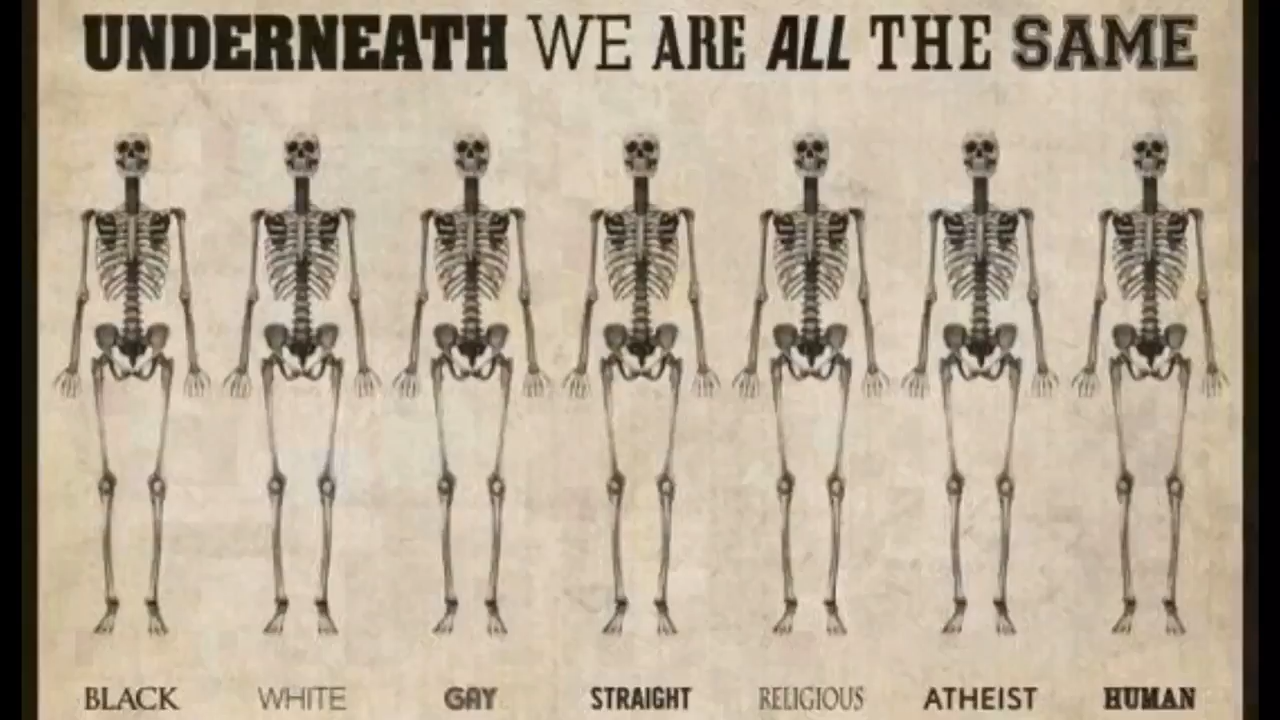 UNDERNEATH WE ARE ALL THE SAME
BLACK WHITE GAY STRAIGHT RELIGIOUS ATHEIST HUMAN